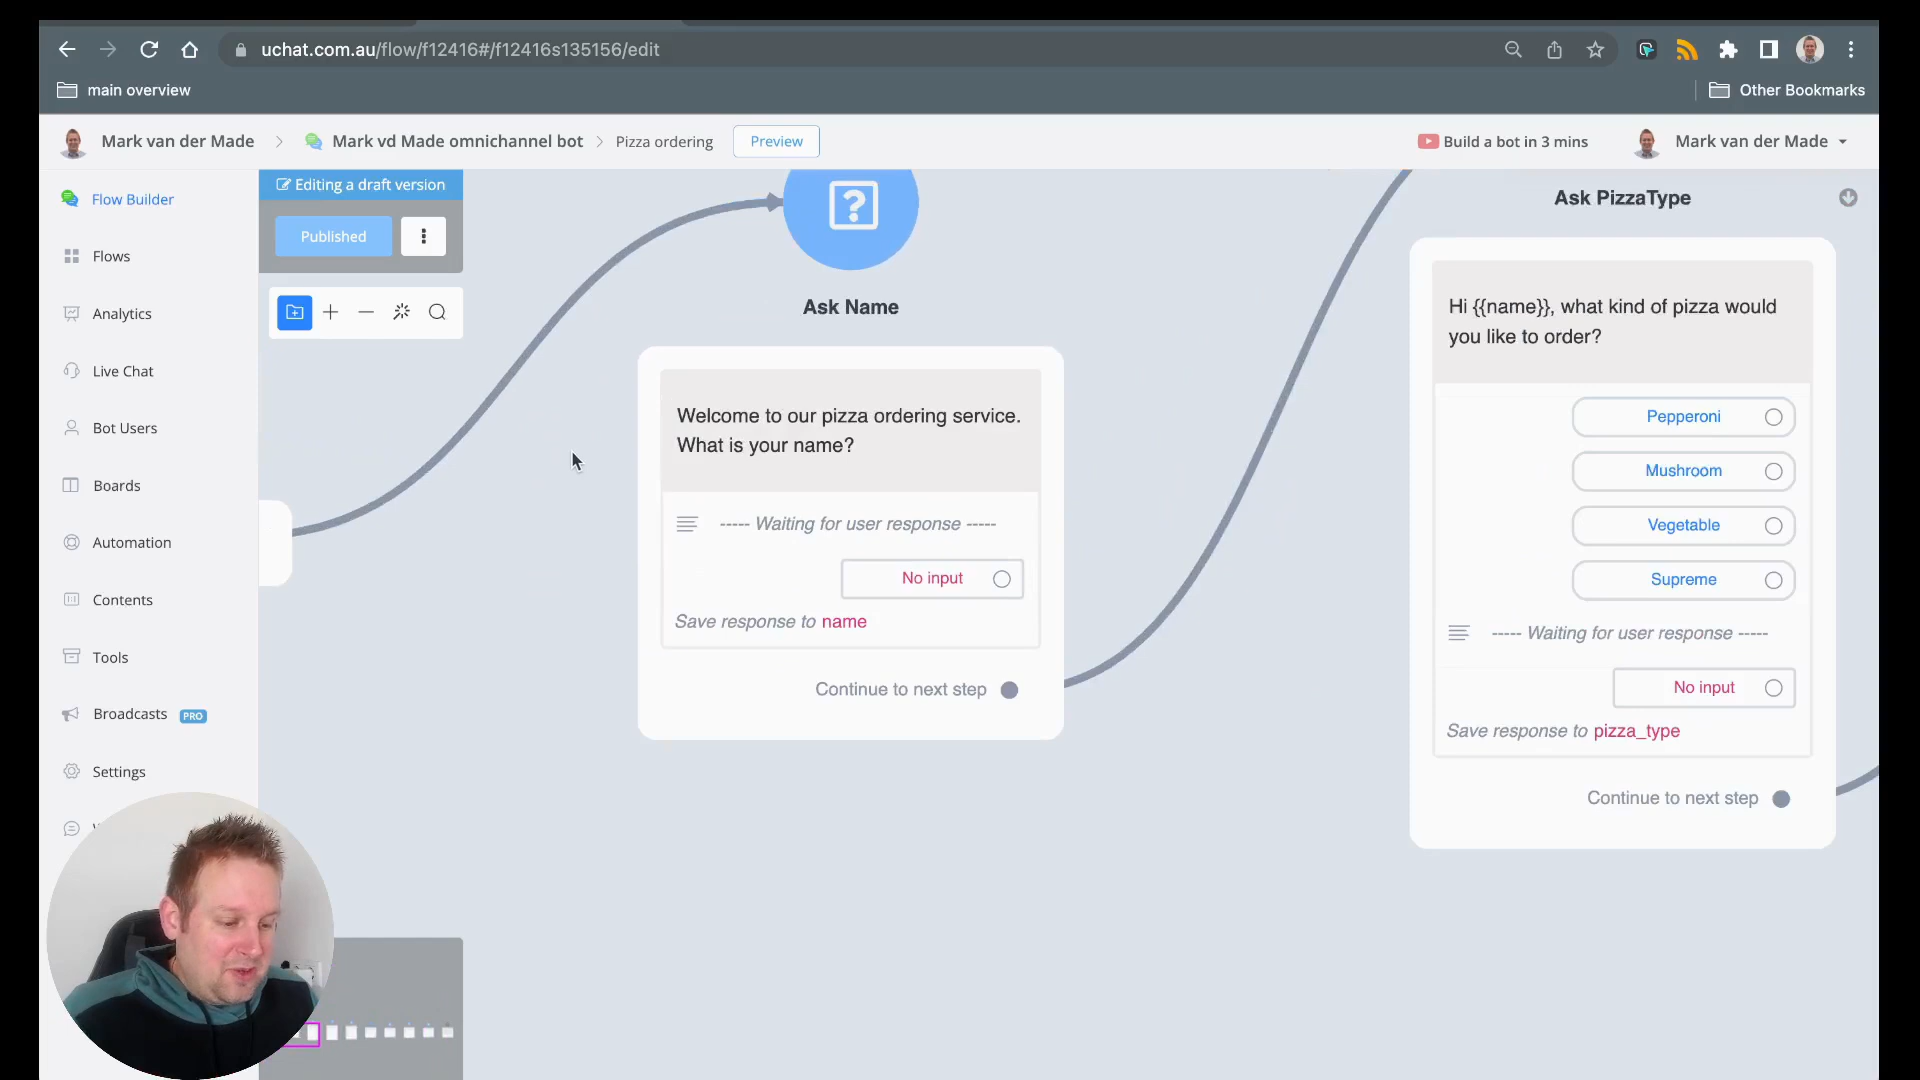 uchat.com.au/flow/f12416#/f12416s135156/edit
main overview
Other Bookmarks
Mark van der Made
Mark vd Made omnichannel bot
Pizza ordering
Preview
Build a bot in 3 mins
Mark van der Made
Flow Builder
Flows
Analytics
Live Chat
Bot Users
Boards
Automation
Contents
Tools
Broadcasts PRO
Settings
Editing a draft version
Published
Ask Name
Welcome to our pizza ordering service.
What is your name?
----- Waiting for user response -----
No input
Save response to name
Continue to next step
Ask PizzaType
Hi {{name}}, what kind of pizza would
you like to order?
Pepperoni
Mushroom
Vegetable
Supreme
----- Waiting for user response -----
No input
Save response to pizza_type
Continue to next step